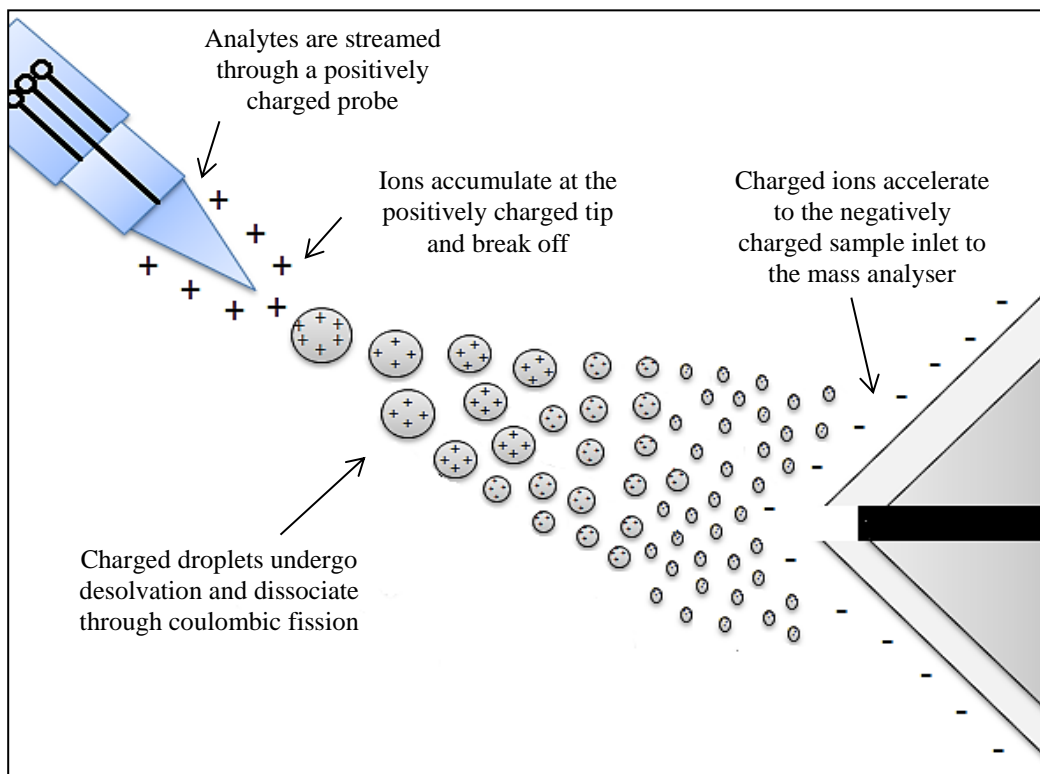 Analytes are streamed
through a positively
charged probe
Ions accumulate at the
positively charged tip
and break off
Charged ions accelerate
to the negatively
charged sample inlet to
the mass analyser
Charged droplets undergo
desolvation and dissociate
through coulombic fission